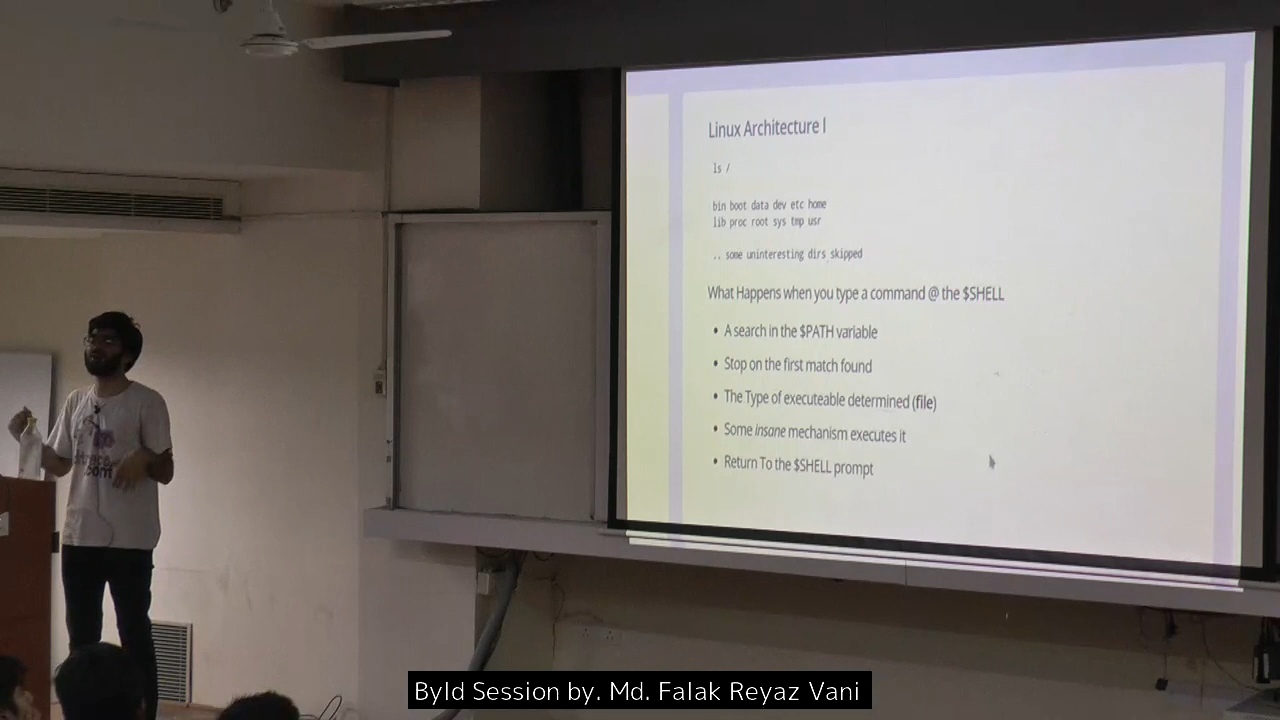 Linux Architecture I
ls /
bin boot data dev etc home
lib proc root sys tmp usr
.. some uninteresting dirs skipped
What Happens when you type a command @ the $SHELL
• A search in the $PATH variable
• Stop on the first match found
• The Type of executeable determined (file)
• Some insane mechanism executes it
• Return To the $SHELL prompt
Byld Session by. Md. Falak Reyaz Vani